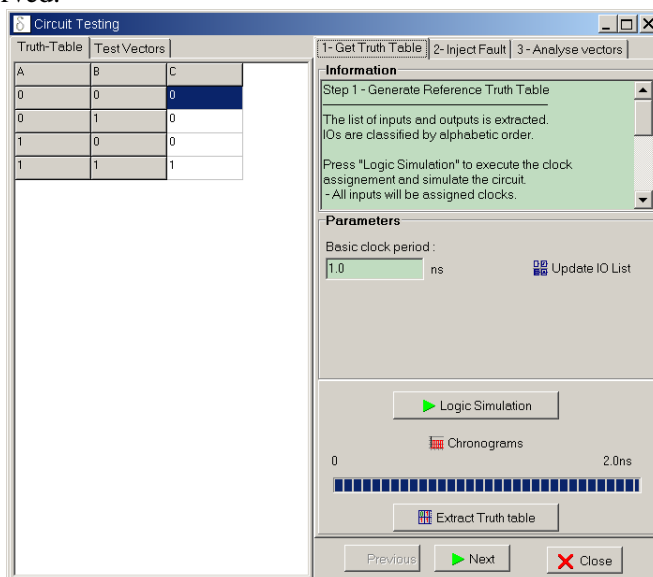 Circuit Testing
Truth-Table Test Vectors
A B C
0 0 0
0 1 0
1 0 0
1 1 1
1- Get Truth Table 2- Inject Fault 3 - Analyse vectors
Information
Step 1 - Generate Reference Truth Table
The list of inputs and outputs is extracted.
IOs are classified by alphabetic order.
Press "Logic Simulation" to execute the clock
assignement and simulate the circuit.
- All inputs will be assigned clocks.
Parameters
Basic clock period :
1.0 ns Update IO List
Logic Simulation
Chronograms
0 2.0ns
Extract Truth table
Previous Next Close